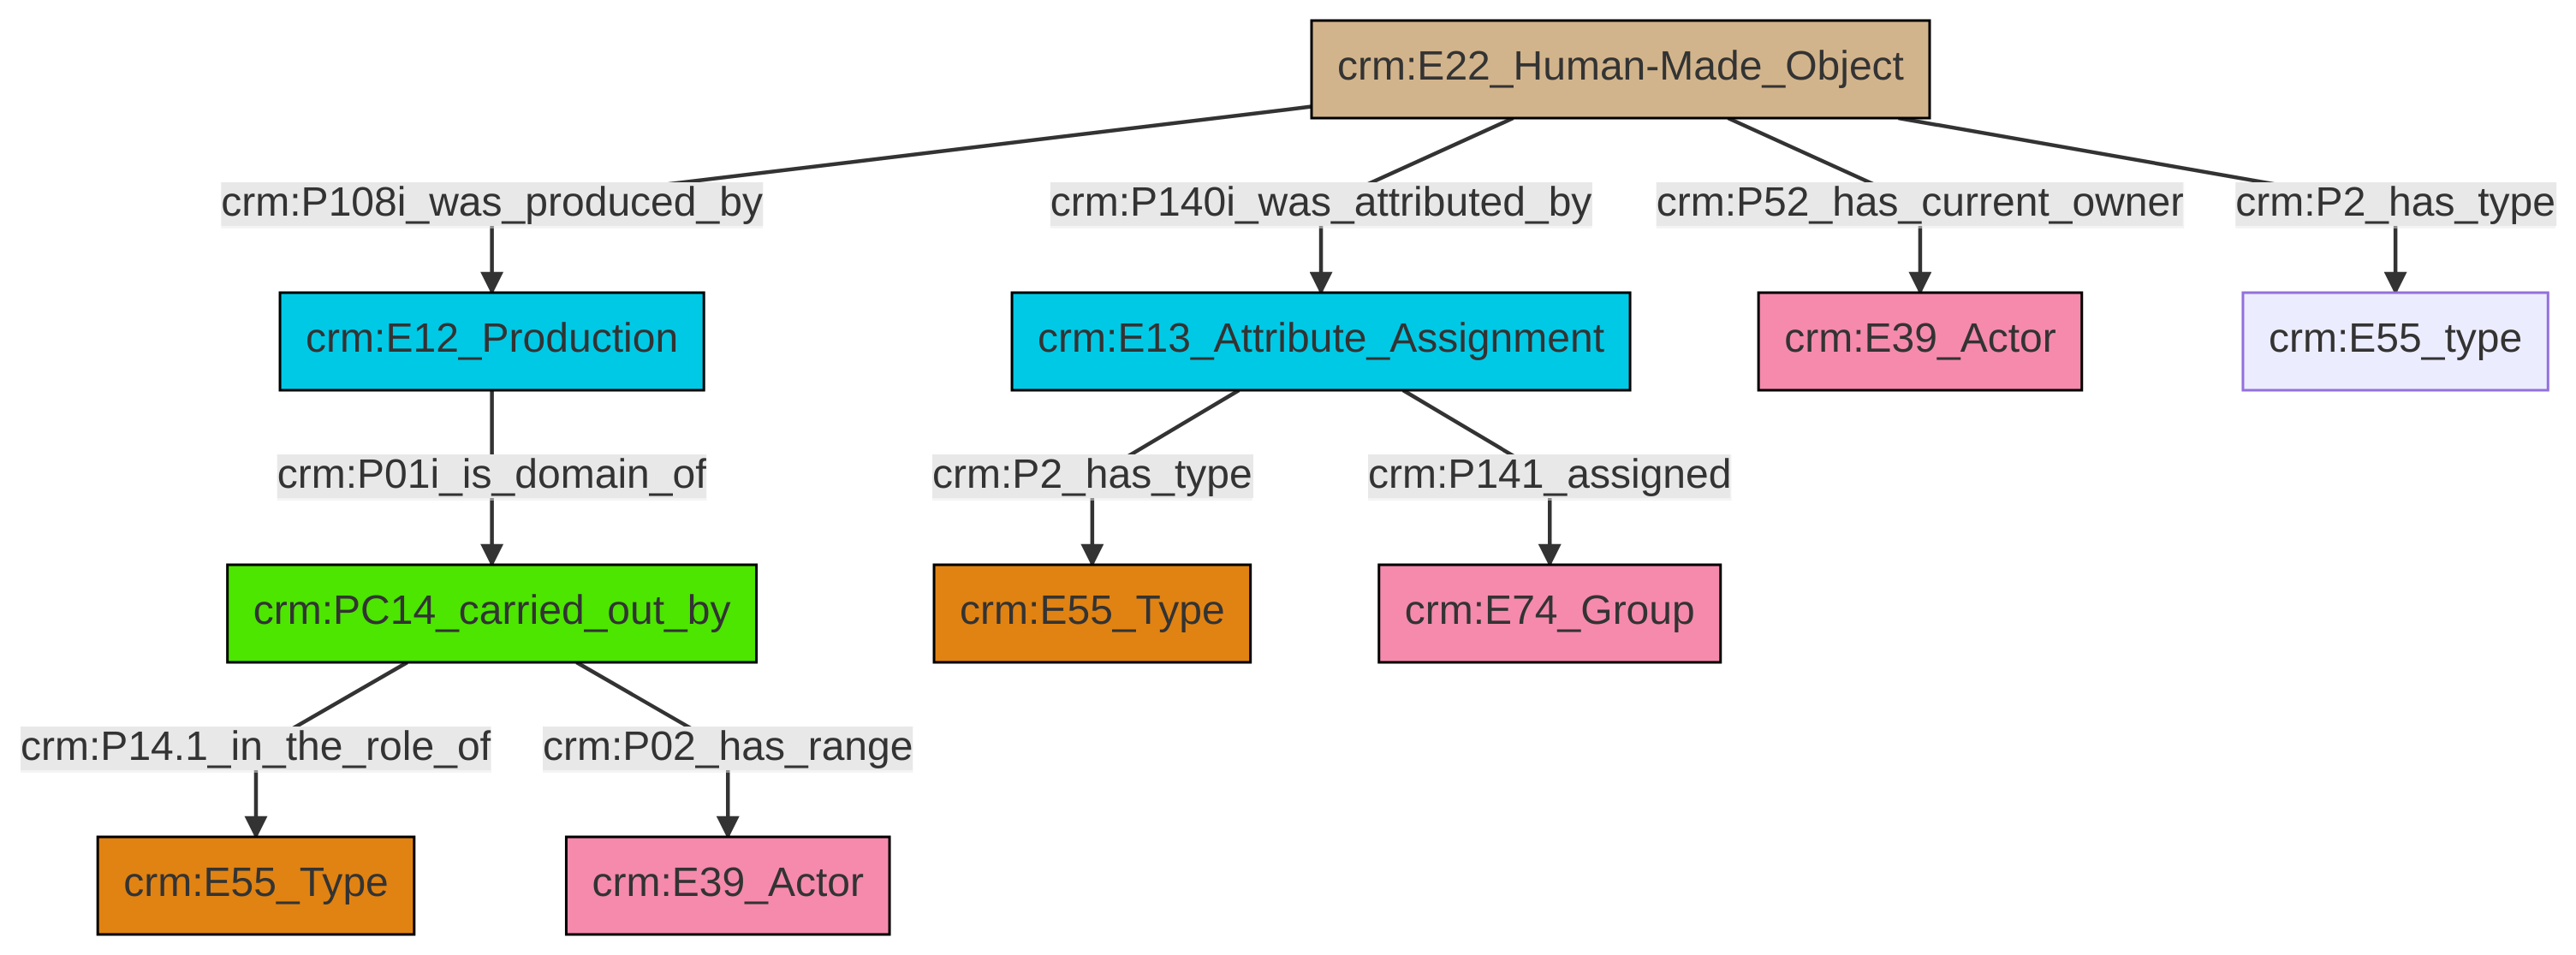 crm:E22_Human-Made_Object
crm:P108i_was_produced_by
crm:P140i_was_attributed_by
crm:P52_has_current_owner
crm:P2_has_type
crm:E12_Production
crm:E13_Attribute_Assignment
crm:E39_Actor
crm:E55_type
crm:P01i_is_domain_of
crm:P2_has_type
crm:P141_assigned
crm:PC14_carried_out_by
crm:E55_Type
crm:E74_Group
crm:P14.1_in_the_role_of
crm:P02_has_range
crm:E55_Type
crm:E39_Actor